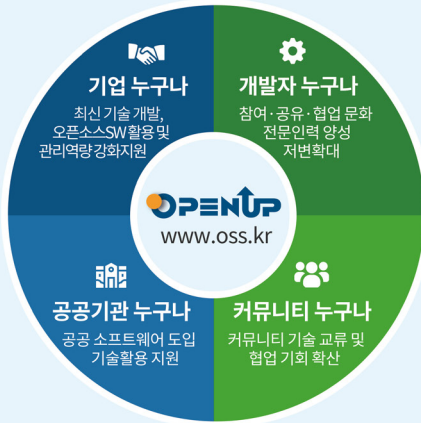 기업 누구나
최신 기술 개발,
오픈소스SW 활용 및
관리역량 강화지원
개발자 누구나
참여·공유·협업 문화
전문인력 양성
저변확대
OPENUP
www.oss.kr
공공기관 누구나
공공 소프트웨어 도입
기술활용 지원
커뮤니티 누구나
커뮤니티 기술 교류 및
협업 기회 확산